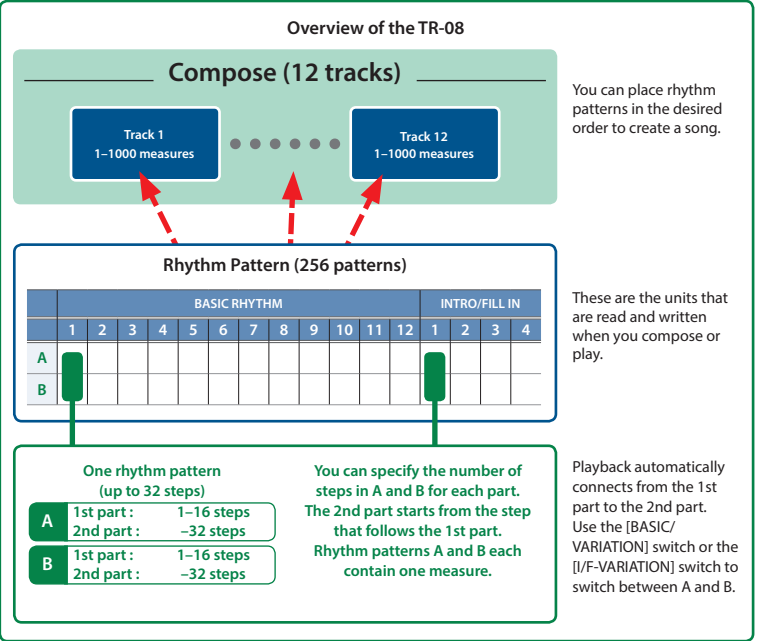 Overview of the TR-08
Compose (12 tracks)
Track 1
1–1000 measures
Track 12
1–1000 measures
You can place rhythm
patterns in the desired
order to create a song.
Rhythm Pattern (256 patterns)
BASIC RHYTHM INTRO/FILL IN
1 2 3 4 5 6 7 8 9 10 11 12 1 2 3 4
A
B
These are the units that
are read and written
when you compose or
play.
One rhythm pattern
(up to 32 steps)
A
1st part : 1–16 steps
2nd part : –32 steps
B
1st part : 1–16 steps
2nd part : –32 steps
You can specify the number of
steps in A and B for each part.
The 2nd part starts from the step
that follows the 1st part.
Rhythm patterns A and B each
contain one measure.
Playback automatically
connects from the 1st
part to the 2nd part.
Use the [BASIC/
VARIATION] switch or the
[I/F-VARIATION] switch to
switch between A and B.